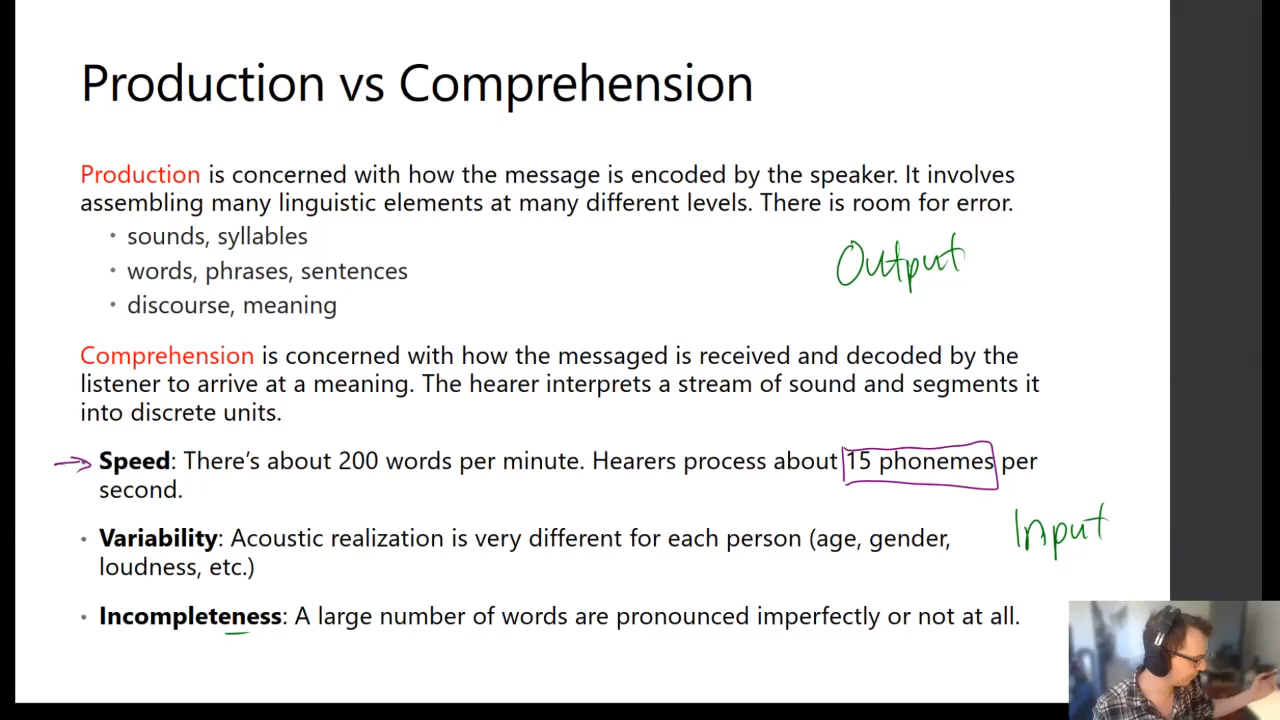 Production vs Comprehension
Production is concerned with how the message is encoded by the speaker. It involves
assembling many linguistic elements at many different levels. There is room for error.
• sounds, syllables
Output
• words, phrases, sentences
• discourse, meaning
Comprehension is concerned with how the messaged is received and decoded by the
listener to arrive at a meaning. The hearer interprets a stream of sound and segments it
into discrete units.
Speed: There's about 200 words per minute. Hearers process about 15 phonemes per
second.
• Variability: Acoustic realization is very different for each person (age, gender,
Input
loudness, etc.)
• Incompleteness: A large number of words are pronounced imperfectly or not at all.